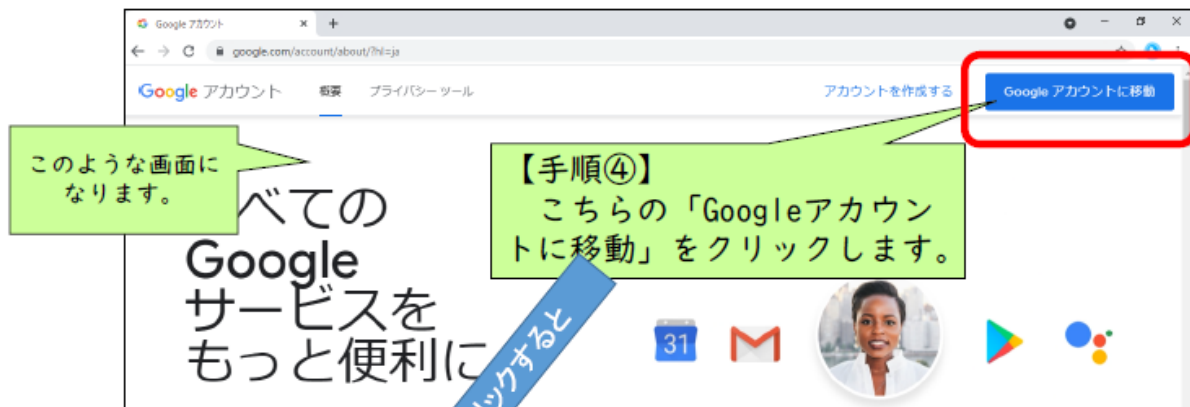 Google アカウント
google.com/account/about/?hl=ja
Google アカウント 概要 プライバシー ツール アカウントを作成する Google アカウントに移動
このような画面に
なります。
【手順④】
こちらの「Googleアカウン
トに移動」をクリックします。
べての
Google
サービスを
もっと便利に
ックすると
31